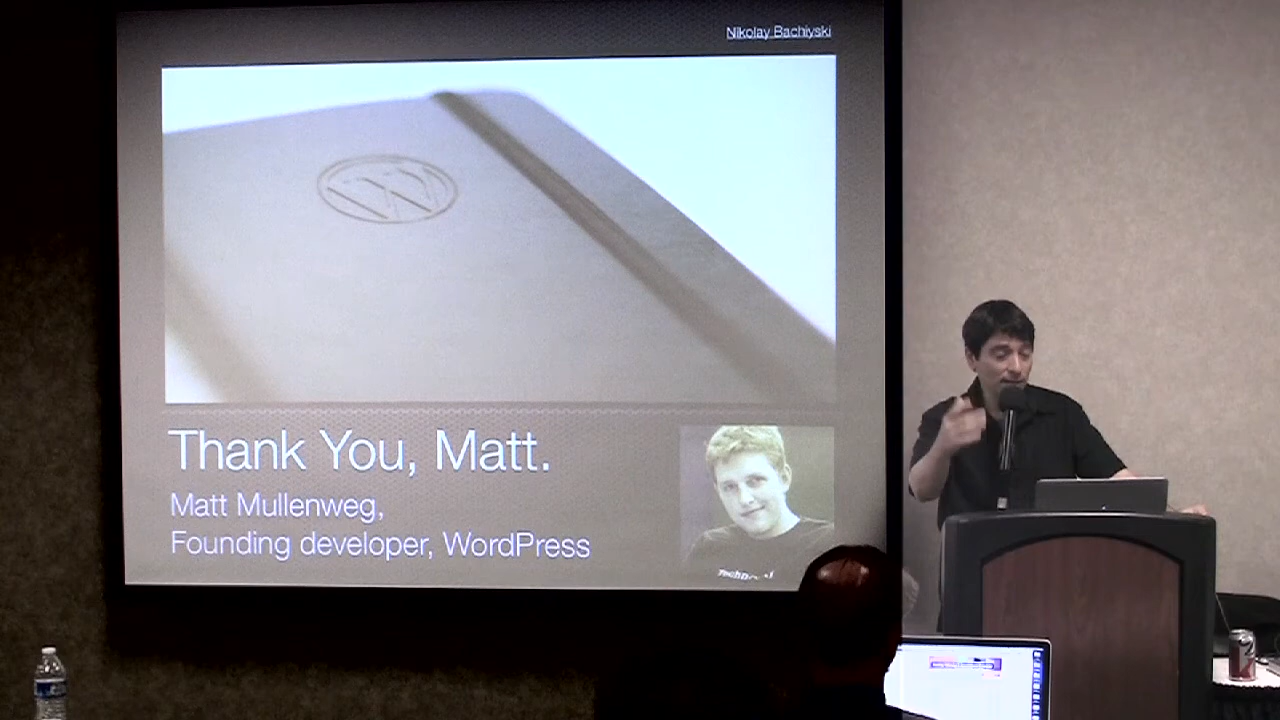 Nikolay Bachiyski
W
Thank You, Matt.
Matt Mullenweg,
Founding developer, WordPress